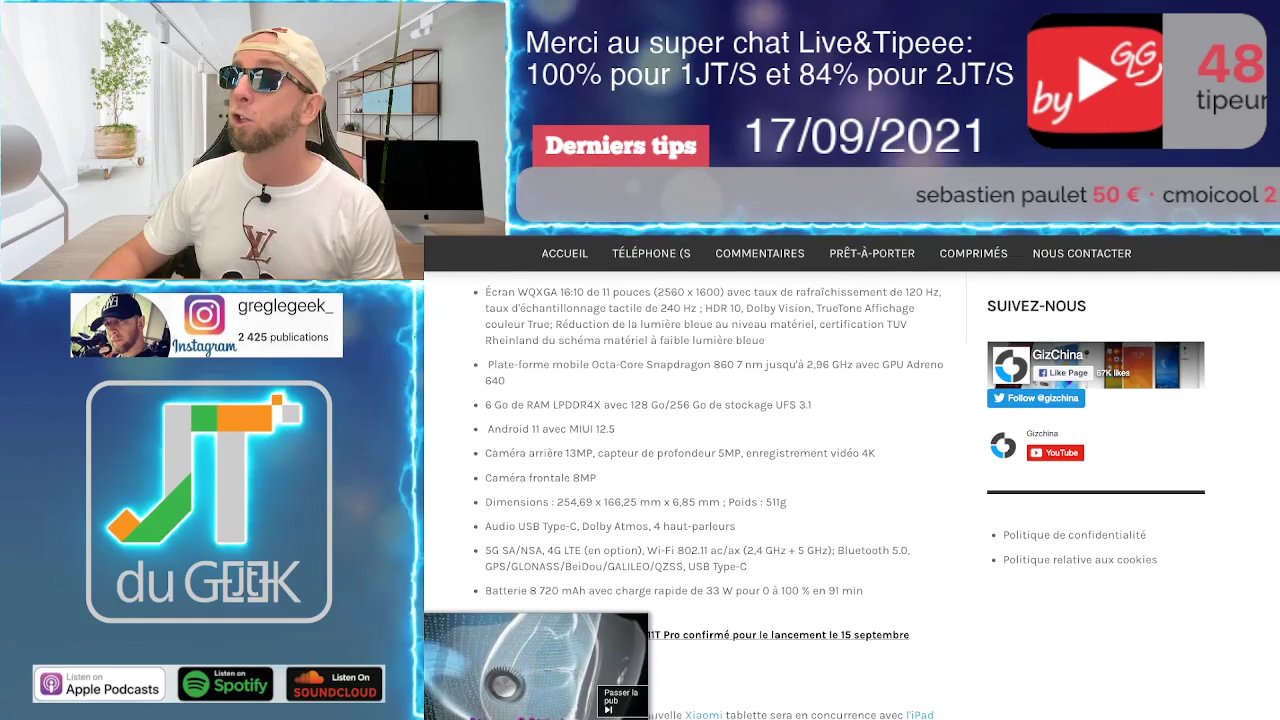 Merci au super chat Live&Tipeee:
100% pour 1JT/S et 84% pour 2JT/S
by GLG
48
tipeur
Derniers tips
17/09/2021
sebastien paulet 50 € · cmoicool 2
ACCUEIL TÉLÉPHONE (S COMMENTAIRES PRÊT-À-PORTER COMPRIMÉS NOUS CONTACTER
greglegeek_
2 425 publications
Instagram
JT
du GEEK
Listen on
Apple Podcasts
Listen on
Spotify
Listen On
SOUNDCLOUD
• Écran WQXGA 16:10 de 11 pouces (2560 x 1600) avec taux de rafraîchissement de 120 Hz,
taux d'échantillonnage tactile de 240 Hz ; HDR 10, Dolby Vision, TrueTone Affichage
couleur True; Réduction de la lumière bleue au niveau matériel, certification TUV
Rheinland du schéma matériel à faible lumière bleue
• Plate-forme mobile Octa-Core Snapdragon 860 7 nm jusqu'à 2,96 GHz avec GPU Adreno
640
• 6 Go de RAM LPDDR4X avec 128 Go/256 Go de stockage UFS 3.1
• Android 11 avec MIUI 12.5
• Caméra arrière 13MP, capteur de profondeur 5MP, enregistrement vidéo 4K
• Caméra frontale 8MP
• Dimensions : 254,69 x 166,25 mm x 6,85 mm ; Poids : 511g
• Audio USB Type-C, Dolby Atmos, 4 haut-parleurs
• 5G SA/NSA, 4G LTE (en option), Wi-Fi 802.11 ac/ax (2,4 GHz + 5 GHz); Bluetooth 5.0,
GPS/GLONASS/BeiDou/GALILEO/QZSS, USB Type-C
• Batterie 8 720 mAh avec charge rapide de 33 W pour 0 à 100 % en 91 min
11T Pro confirmé pour le lancement le 15 septembre
Passer la
pub
Xiaomi tablette sera en concurrence avec l'iPad
SUIVEZ-NOUS
GizChina
Like Page 67K likes
Follow @gizchina
Gizchina
YouTube
• Politique de confidentialité
• Politique relative aux cookies